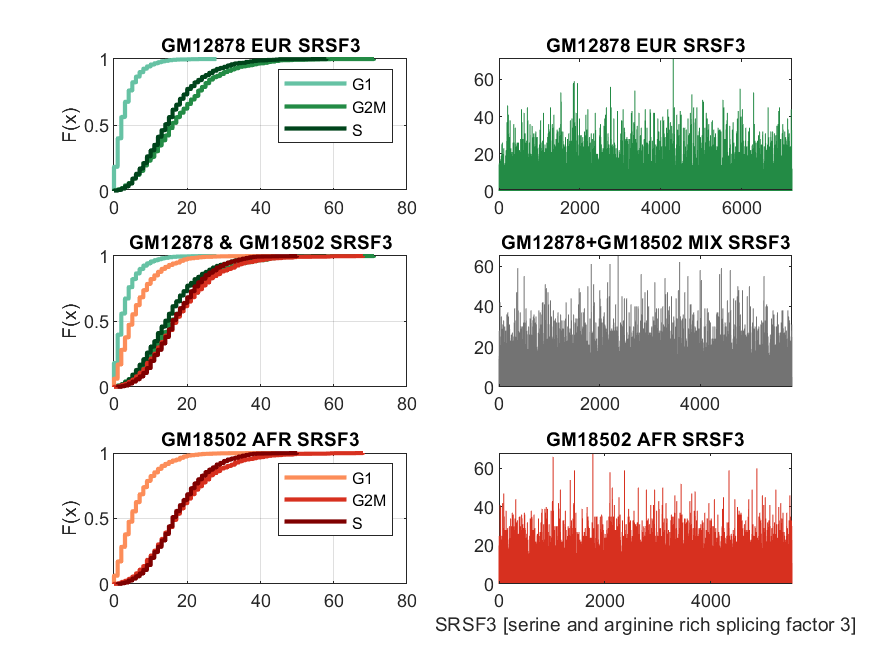 GM12878 EUR SRSF3
1
0.5
0
F(x)
0 20 40 60 80
G1
G2M
S
GM12878 EUR SRSF3
60
40
20
0
0 2000 4000 6000
GM12878 & GM18502 SRSF3
1
0.5
0
F(x)
0 20 40 60 80
GM12878+GM18502 MIX SRSF3
60
40
20
0
0 2000 4000
GM18502 AFR SRSF3
1
0.5
0
F(x)
0 20 40 60 80
G1
G2M
S
GM18502 AFR SRSF3
60
40
20
0
0 2000 4000
SRSF3 [serine and arginine rich splicing factor 3]